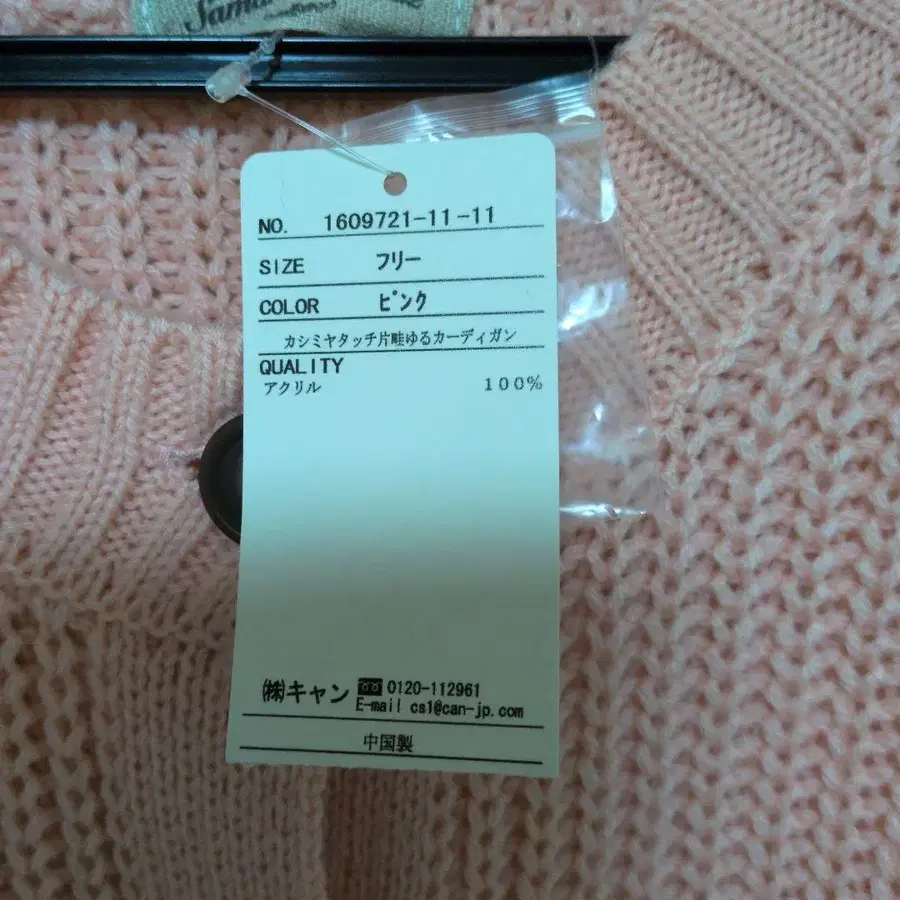 NO. 1609721-11-11
SIZE フリー
COLOR ピンク
カシミヤタッチ片畦ゆるカーディガン
QUALITY
アクリル 100%
㈱キャン 0120-112961
E-mail cs1@can-jp.com
中国製